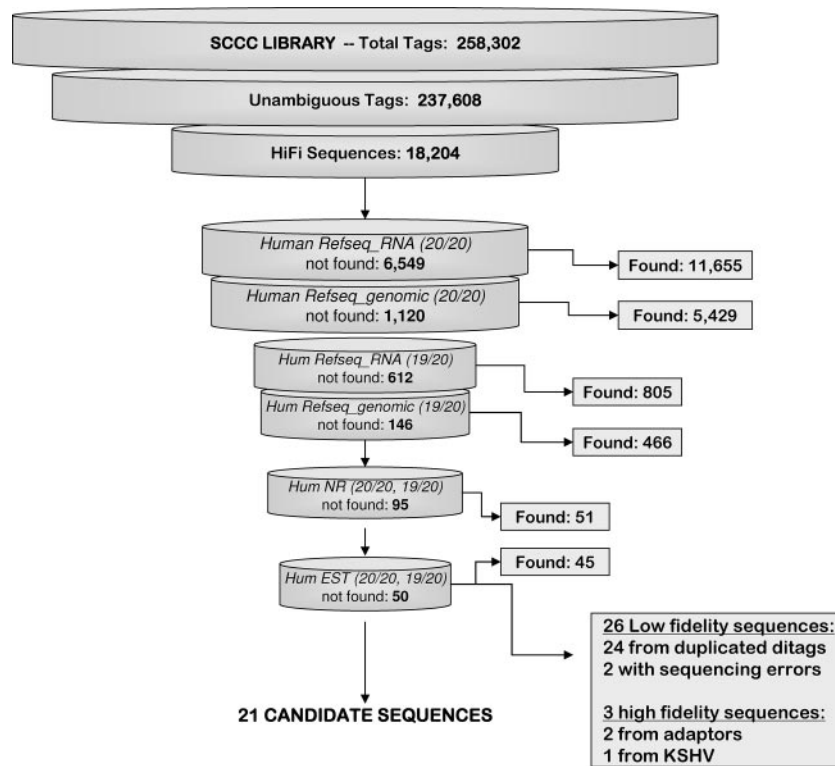 SCCC LIBRARY -- Total Tags: 258,302
Unambiguous Tags: 237,608
HiFi Sequences: 18,204
Human Refseq_RNA (20/20)
not found: 6,549
Found: 11,655
Human Refseq_genomic (20/20)
not found: 1,120
Found: 5,429
Hum Refseq_RNA (19/20)
not found: 612
Found: 805
Hum Refseq_genomic (19/20)
not found: 146
Found: 466
Hum NR (20/20, 19/20)
not found: 95
Found: 51
Hum EST (20/20, 19/20)
not found: 50
Found: 45
26 Low fidelity sequences:
24 from duplicated ditags
2 with sequencing errors
3 high fidelity sequences:
2 from adaptors
1 from KSHV
21 CANDIDATE SEQUENCES